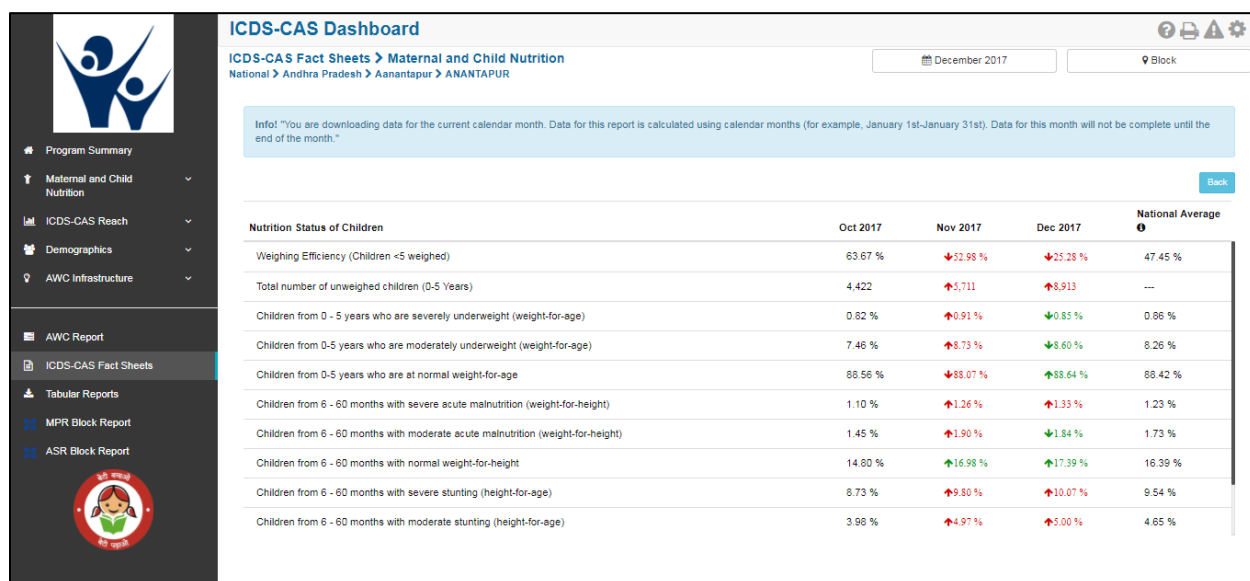 ICDS-CAS Dashboard
ICDS-CAS Fact Sheets > Maternal and Child Nutrition
National > Andhra Pradesh > Aanantapur > ANANTAPUR
December 2017
Block
Info! "You are downloading data for the current calendar month. Data for this report is calculated using calendar months (for example, January 1st-January 31st). Data for this month will not be complete until the
end of the month."
Back
Program Summary
Maternal and Child
Nutrition
ICDS-CAS Reach
Demographics
AWC Infrastructure
AWC Report
ICDS-CAS Fact Sheets
Tabular Reports
MPR Block Report
ASR Block Report
बेटी बचाओ
बेटी पढ़ाओ
Nutrition Status of Children Oct 2017 Nov 2017 Dec 2017 National Average
Weighing Efficiency (Children <5 weighed) 63.67 % ↓52.98 % ↓25.28 % 47.45 %
Total number of unweighed children (0-5 Years) 4,422 ↑5,711 ↑8,913 ---
Children from 0 - 5 years who are severely underweight (weight-for-age) 0.82 % ↑0.91 % ↓0.85 % 0.86 %
Children from 0-5 years who are moderately underweight (weight-for-age) 7.46 % ↑8.73 % ↓8.60 % 8.26 %
Children from 0-5 years who are at normal weight-for-age 88.56 % ↓88.07 % ↑88.64 % 88.42 %
Children from 6 - 60 months with severe acute malnutrition (weight-for-height) 1.10 % ↑1.26 % ↑1.33 % 1.23 %
Children from 6 - 60 months with moderate acute malnutrition (weight-for-height) 1.45 % ↑1.90 % ↓1.84 % 1.73 %
Children from 6 - 60 months with normal weight-for-height 14.80 % ↑16.98 % ↑17.39 % 16.39 %
Children from 6 - 60 months with severe stunting (height-for-age) 8.73 % ↑9.80 % ↑10.07 % 9.54 %
Children from 6 - 60 months with moderate stunting (height-for-age) 3.98 % ↑4.97 % ↑5.00 % 4.65 %